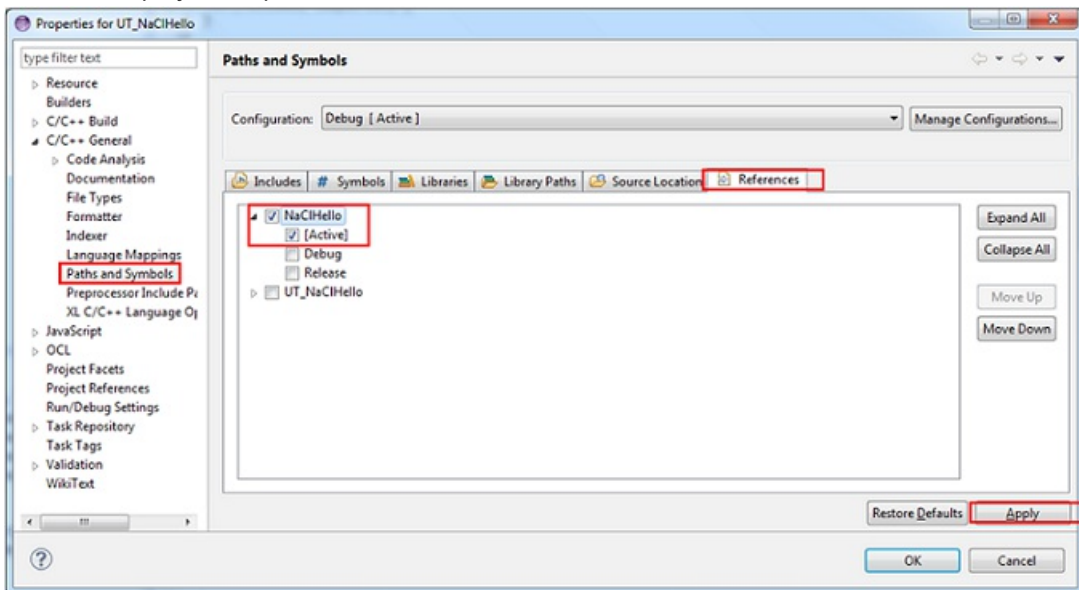 Properties for UT_NaClHello
type filter text
Paths and Symbols
Resource
Builders
C/C++ Build
C/C++ General
Code Analysis
Documentation
File Types
Formatter
Indexer
Language Mappings
Paths and Symbols
Preprocessor Include Pa
XL C/C++ Language Op
JavaScript
OCL
Project Facets
Project References
Run/Debug Settings
Task Repository
Task Tags
Validation
WikiText
Configuration: Debug [ Active ] Manage Configurations...
Includes # Symbols Libraries Library Paths Source Location References
NaClHello
[Active]
Debug
Release
UT_NaClHello
Expand All
Collapse All
Move Up
Move Down
Restore Defaults Apply
OK Cancel